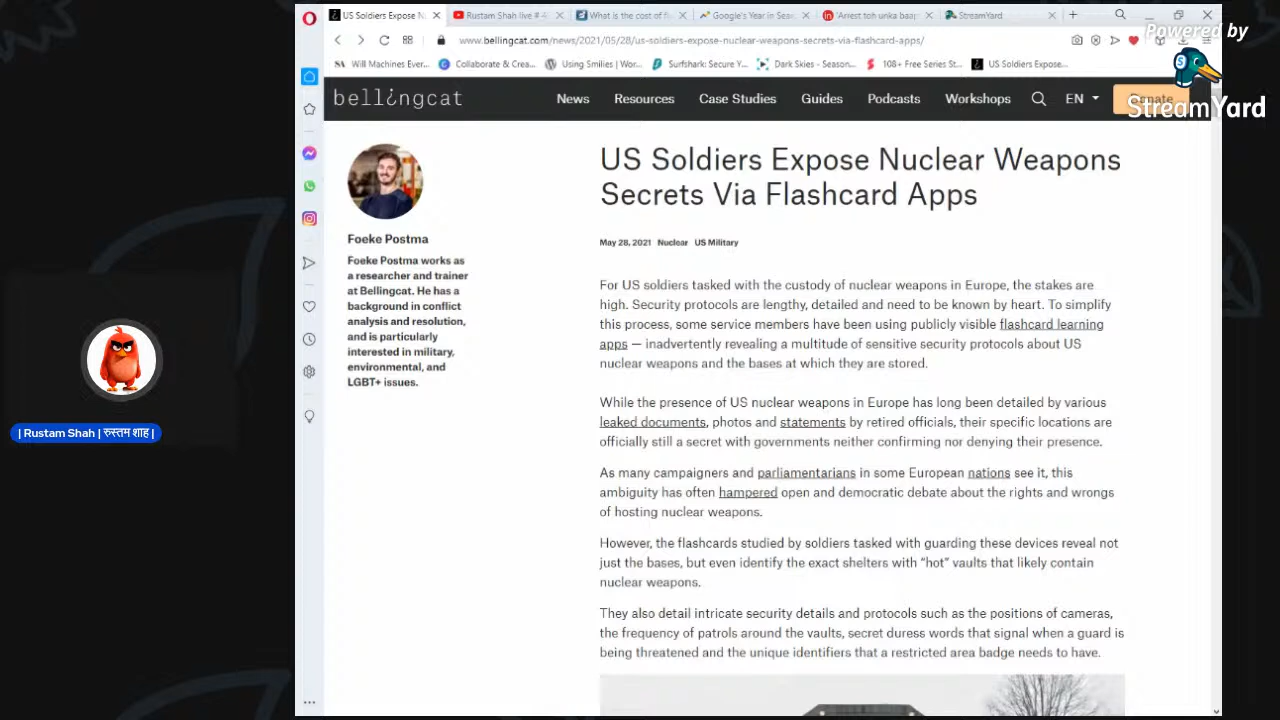 US Soldiers Expose N
Rustam Shah live # 4
What is the cost of fi
Google's Year in Sear
'Arrest toh unka baap
StreamYard
Powered by
www.bellingcat.com/news/2021/05/28/us-soldiers-expose-nuclear-weapons-secrets-via-flashcard-apps/
Will Machines Ever...
Collaborate & Crea...
Using Smilies | Wor...
Surfshark: Secure Y...
Dark Skies - Season...
108+ Free Series St...
US Soldiers Expose...
StreamYard
bellingcat
News
Resources
Case Studies
Guides
Podcasts
Workshops
EN
US Soldiers Expose Nuclear Weapons
Secrets Via Flashcard Apps
May 28, 2021 Nuclear US Military
Foeke Postma
Foeke Postma works as
a researcher and trainer
at Bellingcat. He has a
background in conflict
analysis and resolution,
and is particularly
interested in military,
environmental, and
LGBT+ issues.
For US soldiers tasked with the custody of nuclear weapons in Europe, the stakes are
high. Security protocols are lengthy, detailed and need to be known by heart. To simplify
this process, some service members have been using publicly visible flashcard learning
apps — inadvertently revealing a multitude of sensitive security protocols about US
nuclear weapons and the bases at which they are stored.
While the presence of US nuclear weapons in Europe has long been detailed by various
leaked documents, photos and statements by retired officials, their specific locations are
officially still a secret with governments neither confirming nor denying their presence.
As many campaigners and parliamentarians in some European nations see it, this
ambiguity has often hampered open and democratic debate about the rights and wrongs
of hosting nuclear weapons.
However, the flashcards studied by soldiers tasked with guarding these devices reveal not
just the bases, but even identify the exact shelters with “hot” vaults that likely contain
nuclear weapons.
They also detail intricate security details and protocols such as the positions of cameras,
the frequency of patrols around the vaults, secret duress words that signal when a guard is
being threatened and the unique identifiers that a restricted area badge needs to have.
| Rustam Shah | रुस्तम शाह |